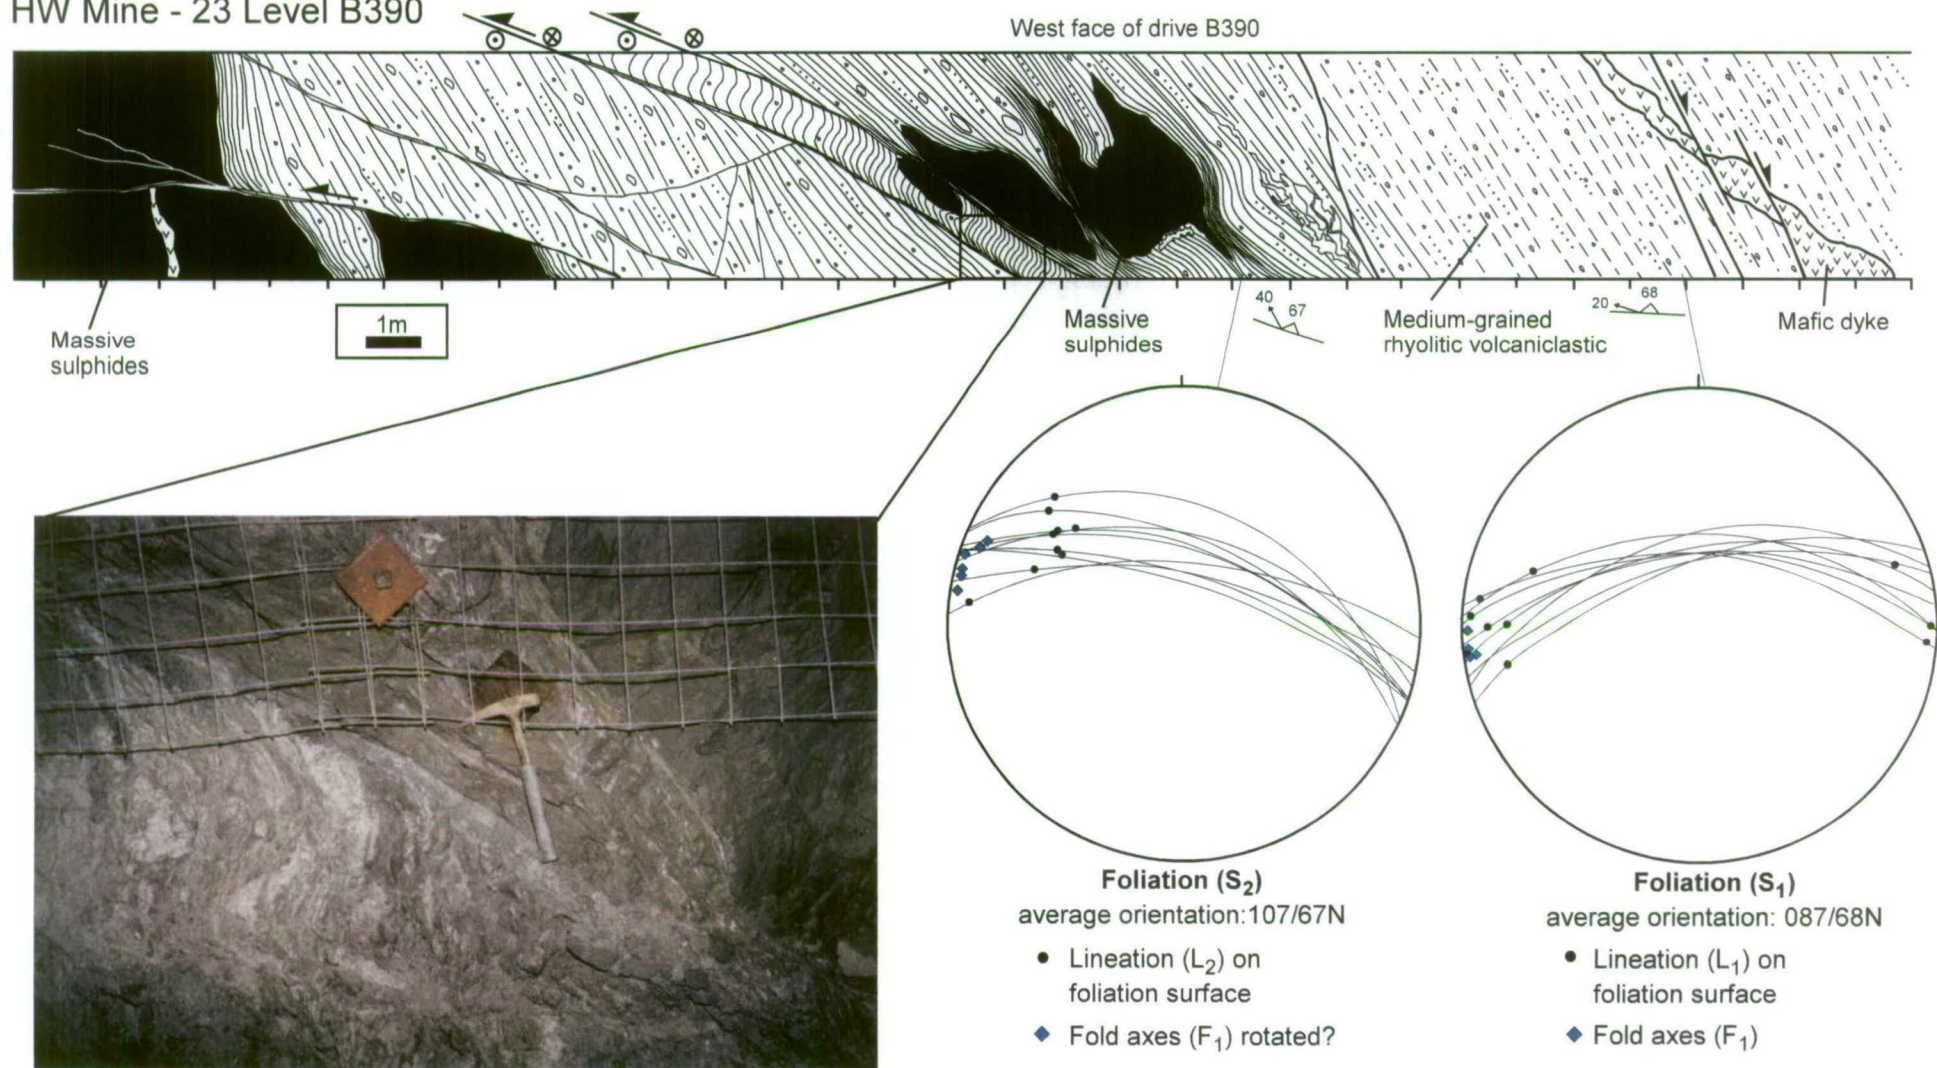 HW Mine - 23 Level B390
West face of drive B390
Massive
sulphides
1m
Massive
sulphides
40
67
Medium-grained
rhyolitic volcaniclastic
20
68
Mafic dyke
Foliation (S2)
average orientation:107/67N
Lineation (L2) on
foliation surface
Fold axes (F1) rotated?
Foliation (S1)
average orientation: 087/68N
Lineation (L1) on
foliation surface
Fold axes (F1)